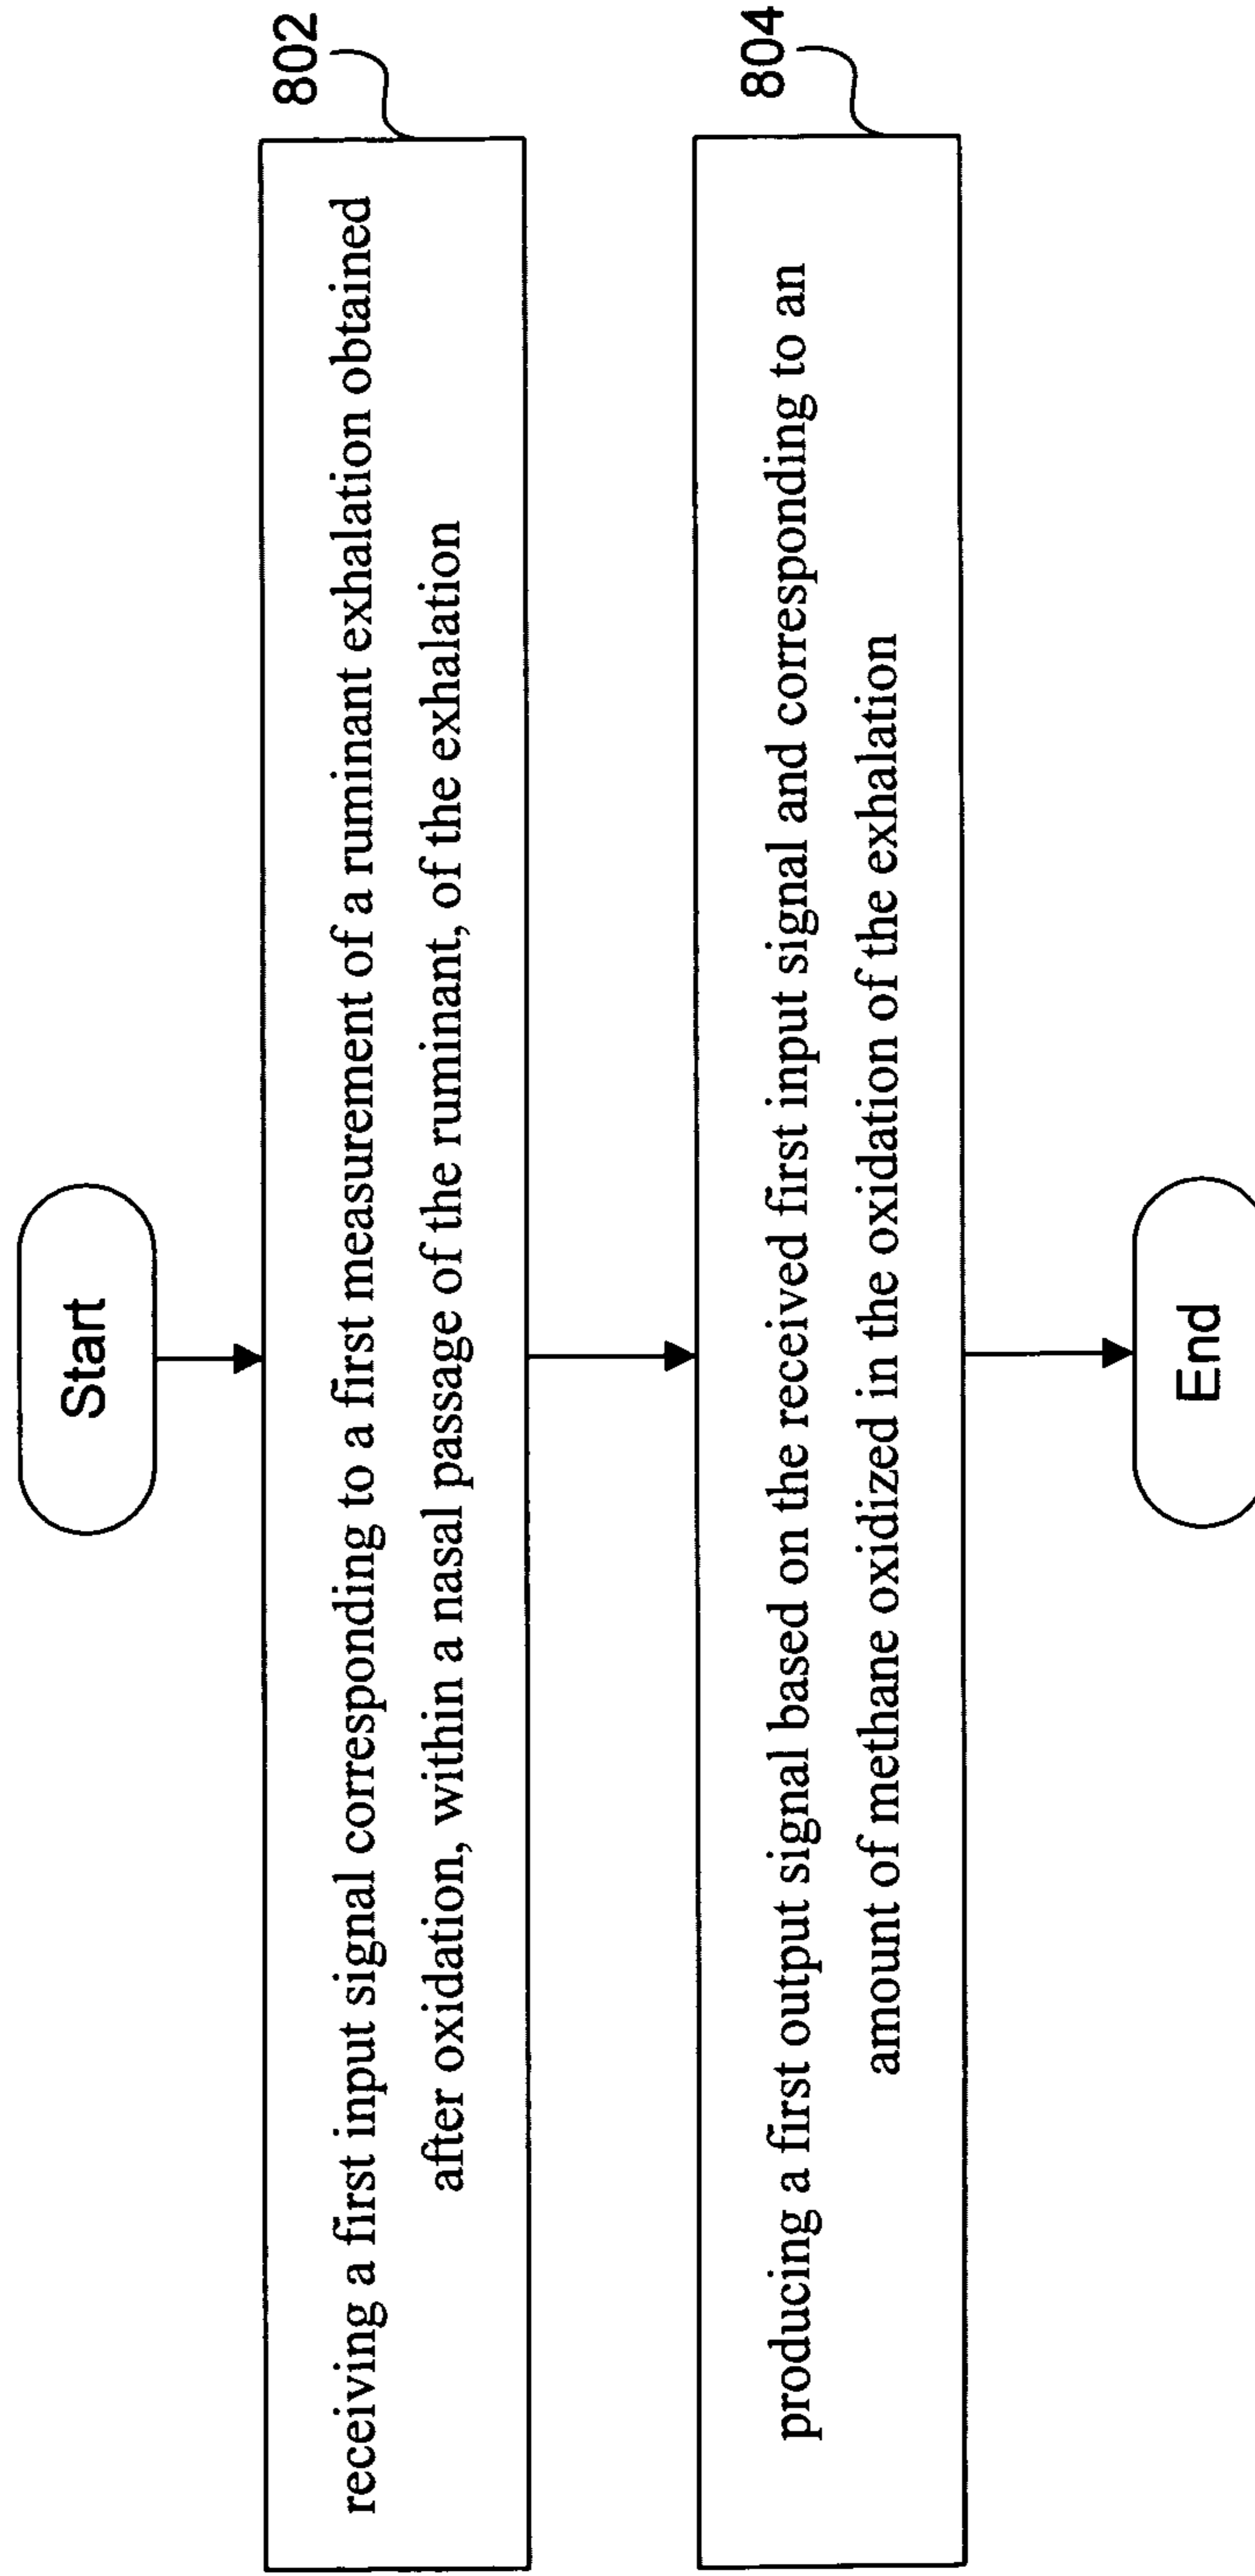 Start
802
receiving a first input signal corresponding to a first measurement of a ruminant exhalation obtained
after oxidation, within a nasal passage of the ruminant, of the exhalation
804
producing a first output signal based on the received first input signal and corresponding to an
amount of methane oxidized in the oxidation of the exhalation
End